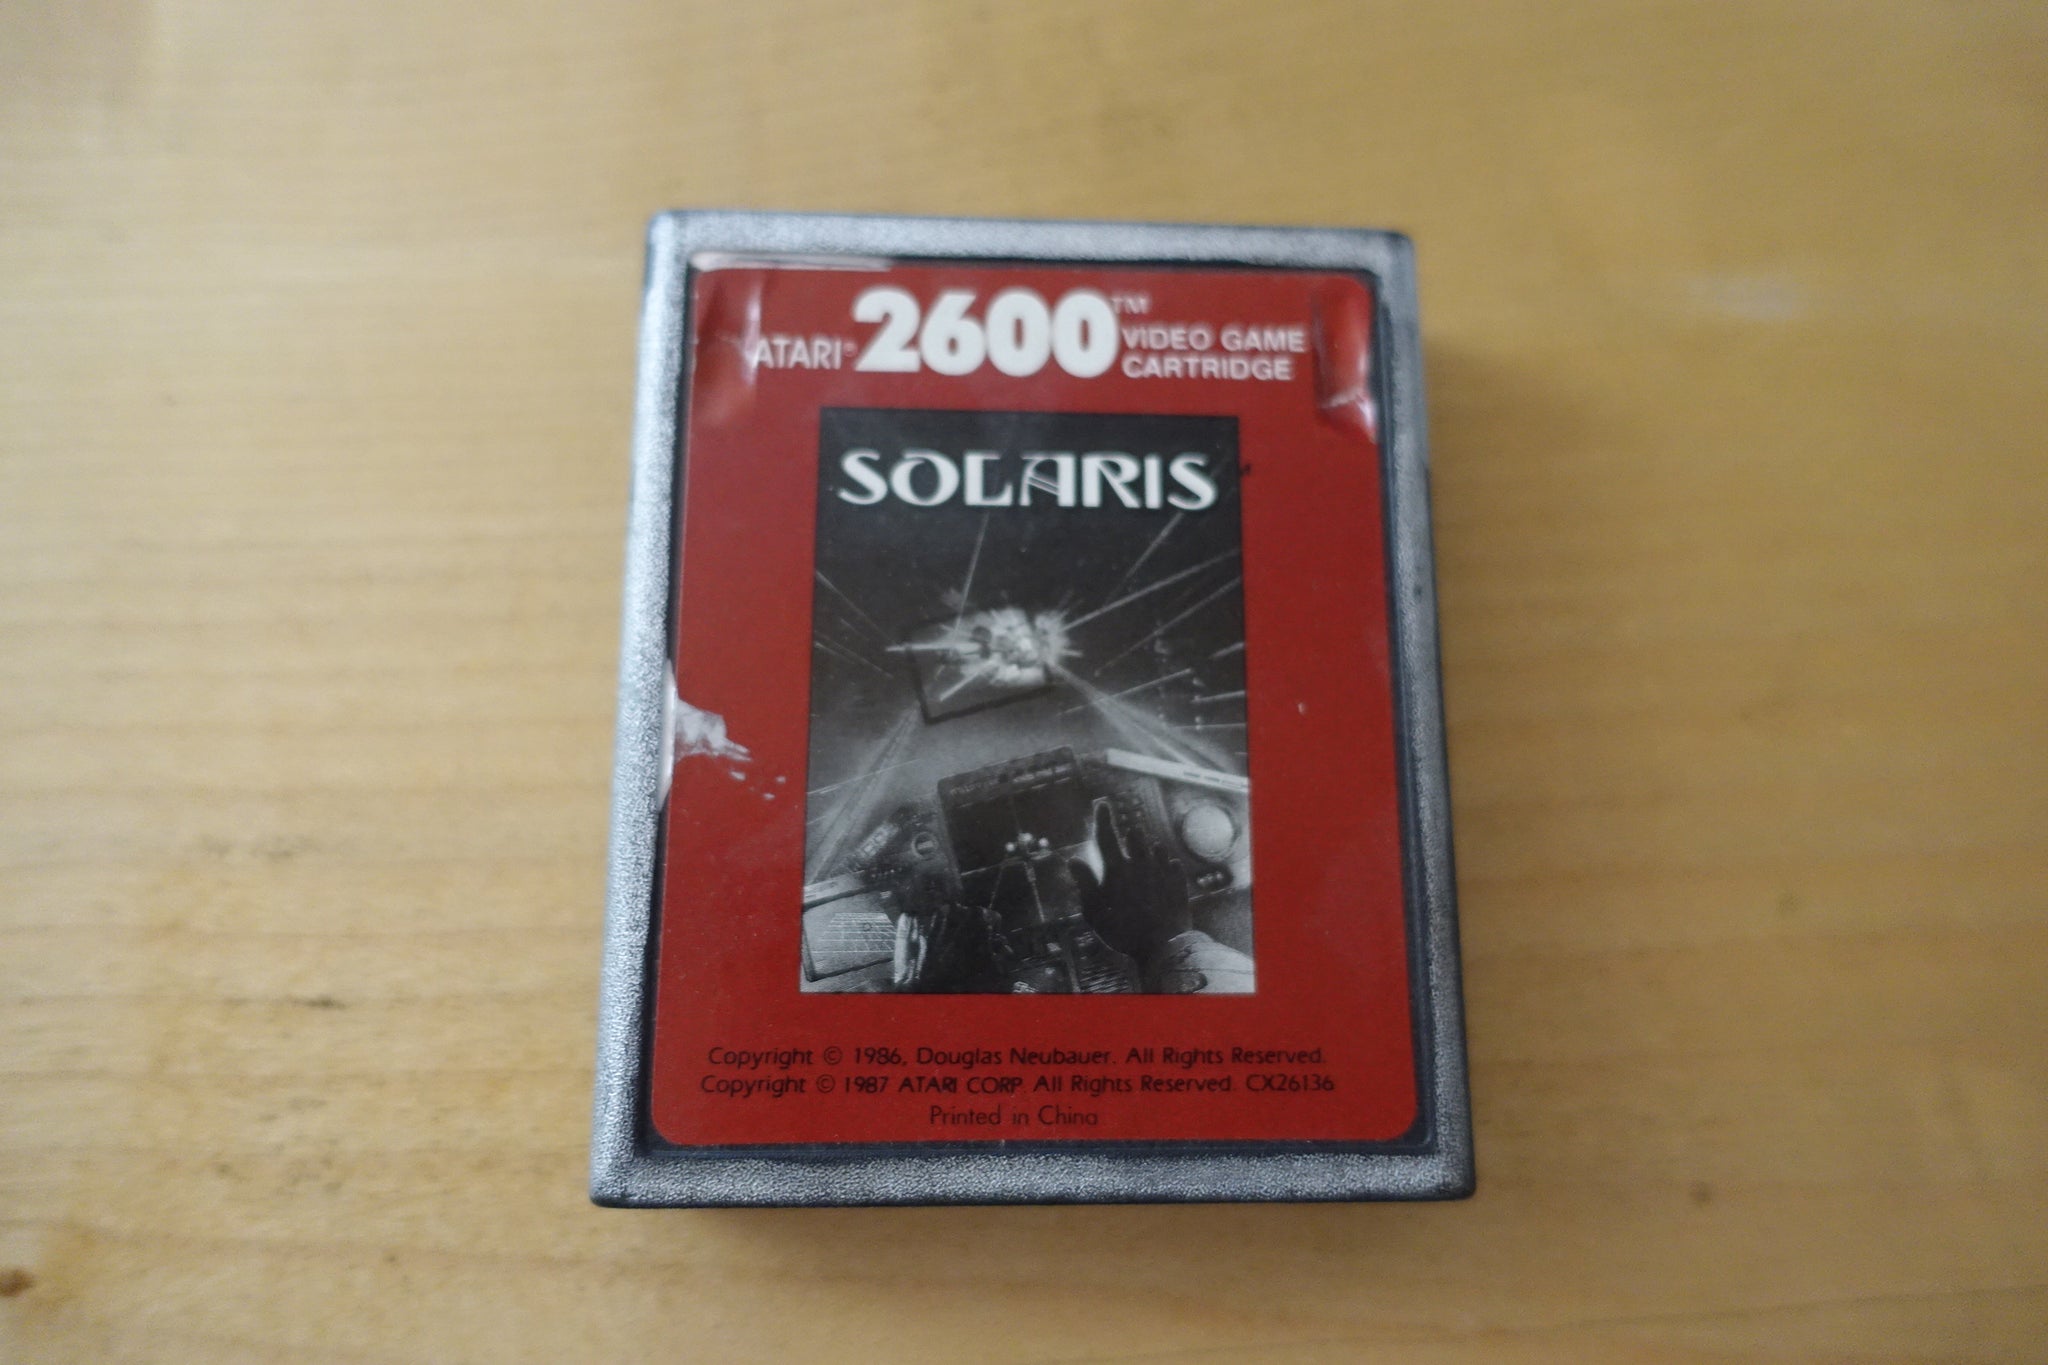 ATARI® 2600™ VIDEO GAME
CARTRIDGE
SOLARIS
Copyright © 1986, Douglas Neubauer. All Rights Reserved.
Copyright © 1987 ATARI CORP. All Rights Reserved. CX26136
Printed in China